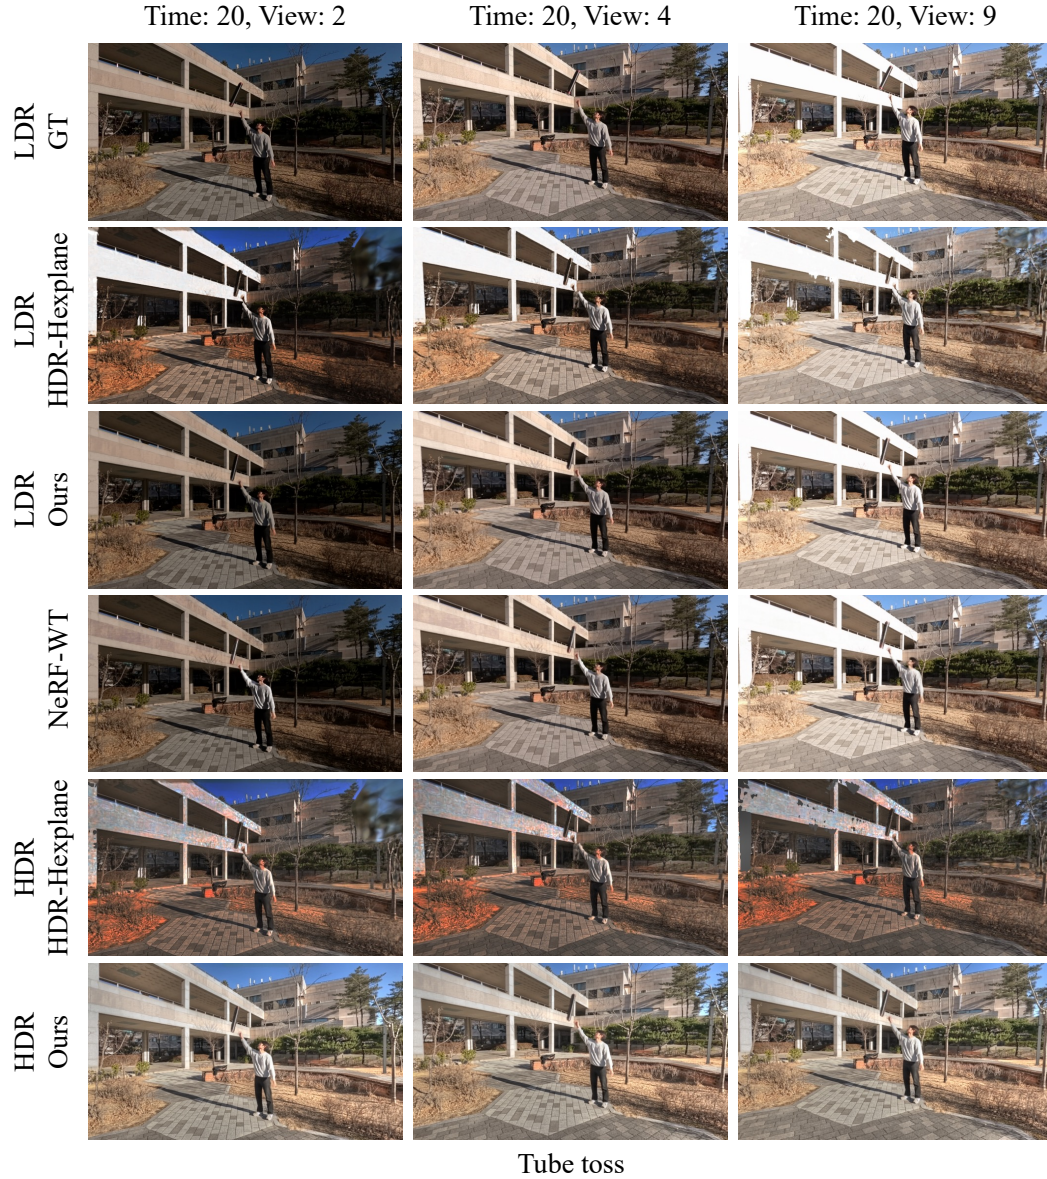 Time: 20, View: 2
Time: 20, View: 4
Time: 20, View: 9
LDR
GT
LDR
HDR-Hexplane
LDR
Ours
NeRF-WT
HDR
HDR-Hexplane
HDR
Ours
Tube toss